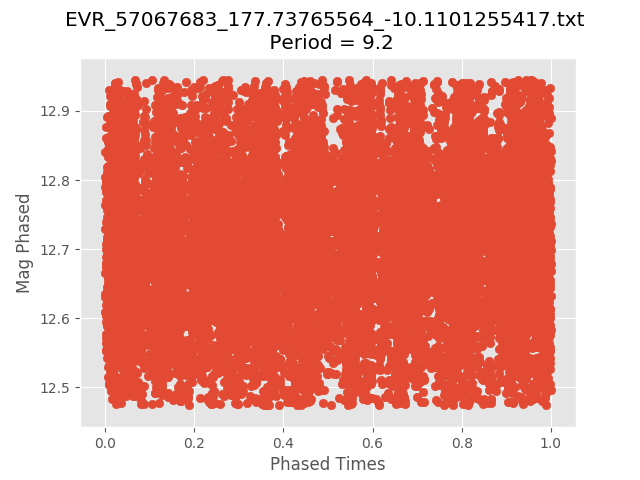 EVR_57067683_177.73765564_-10.1101255417.txt
Period = 9.2
Mag Phased
12.9
12.8
12.7
12.6
12.5
0.0 0.2 0.4 0.6 0.8 1.0
Phased Times